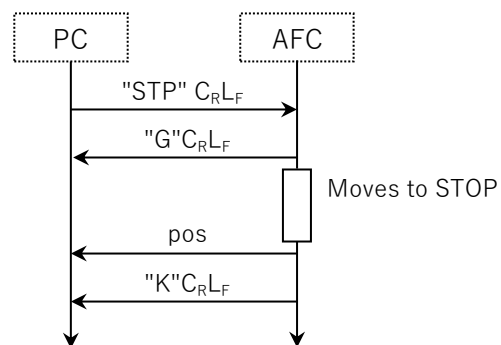 PC
AFC
"STP" CRLF
"G"CRLF
Moves to STOP
pos
"K"CRLF